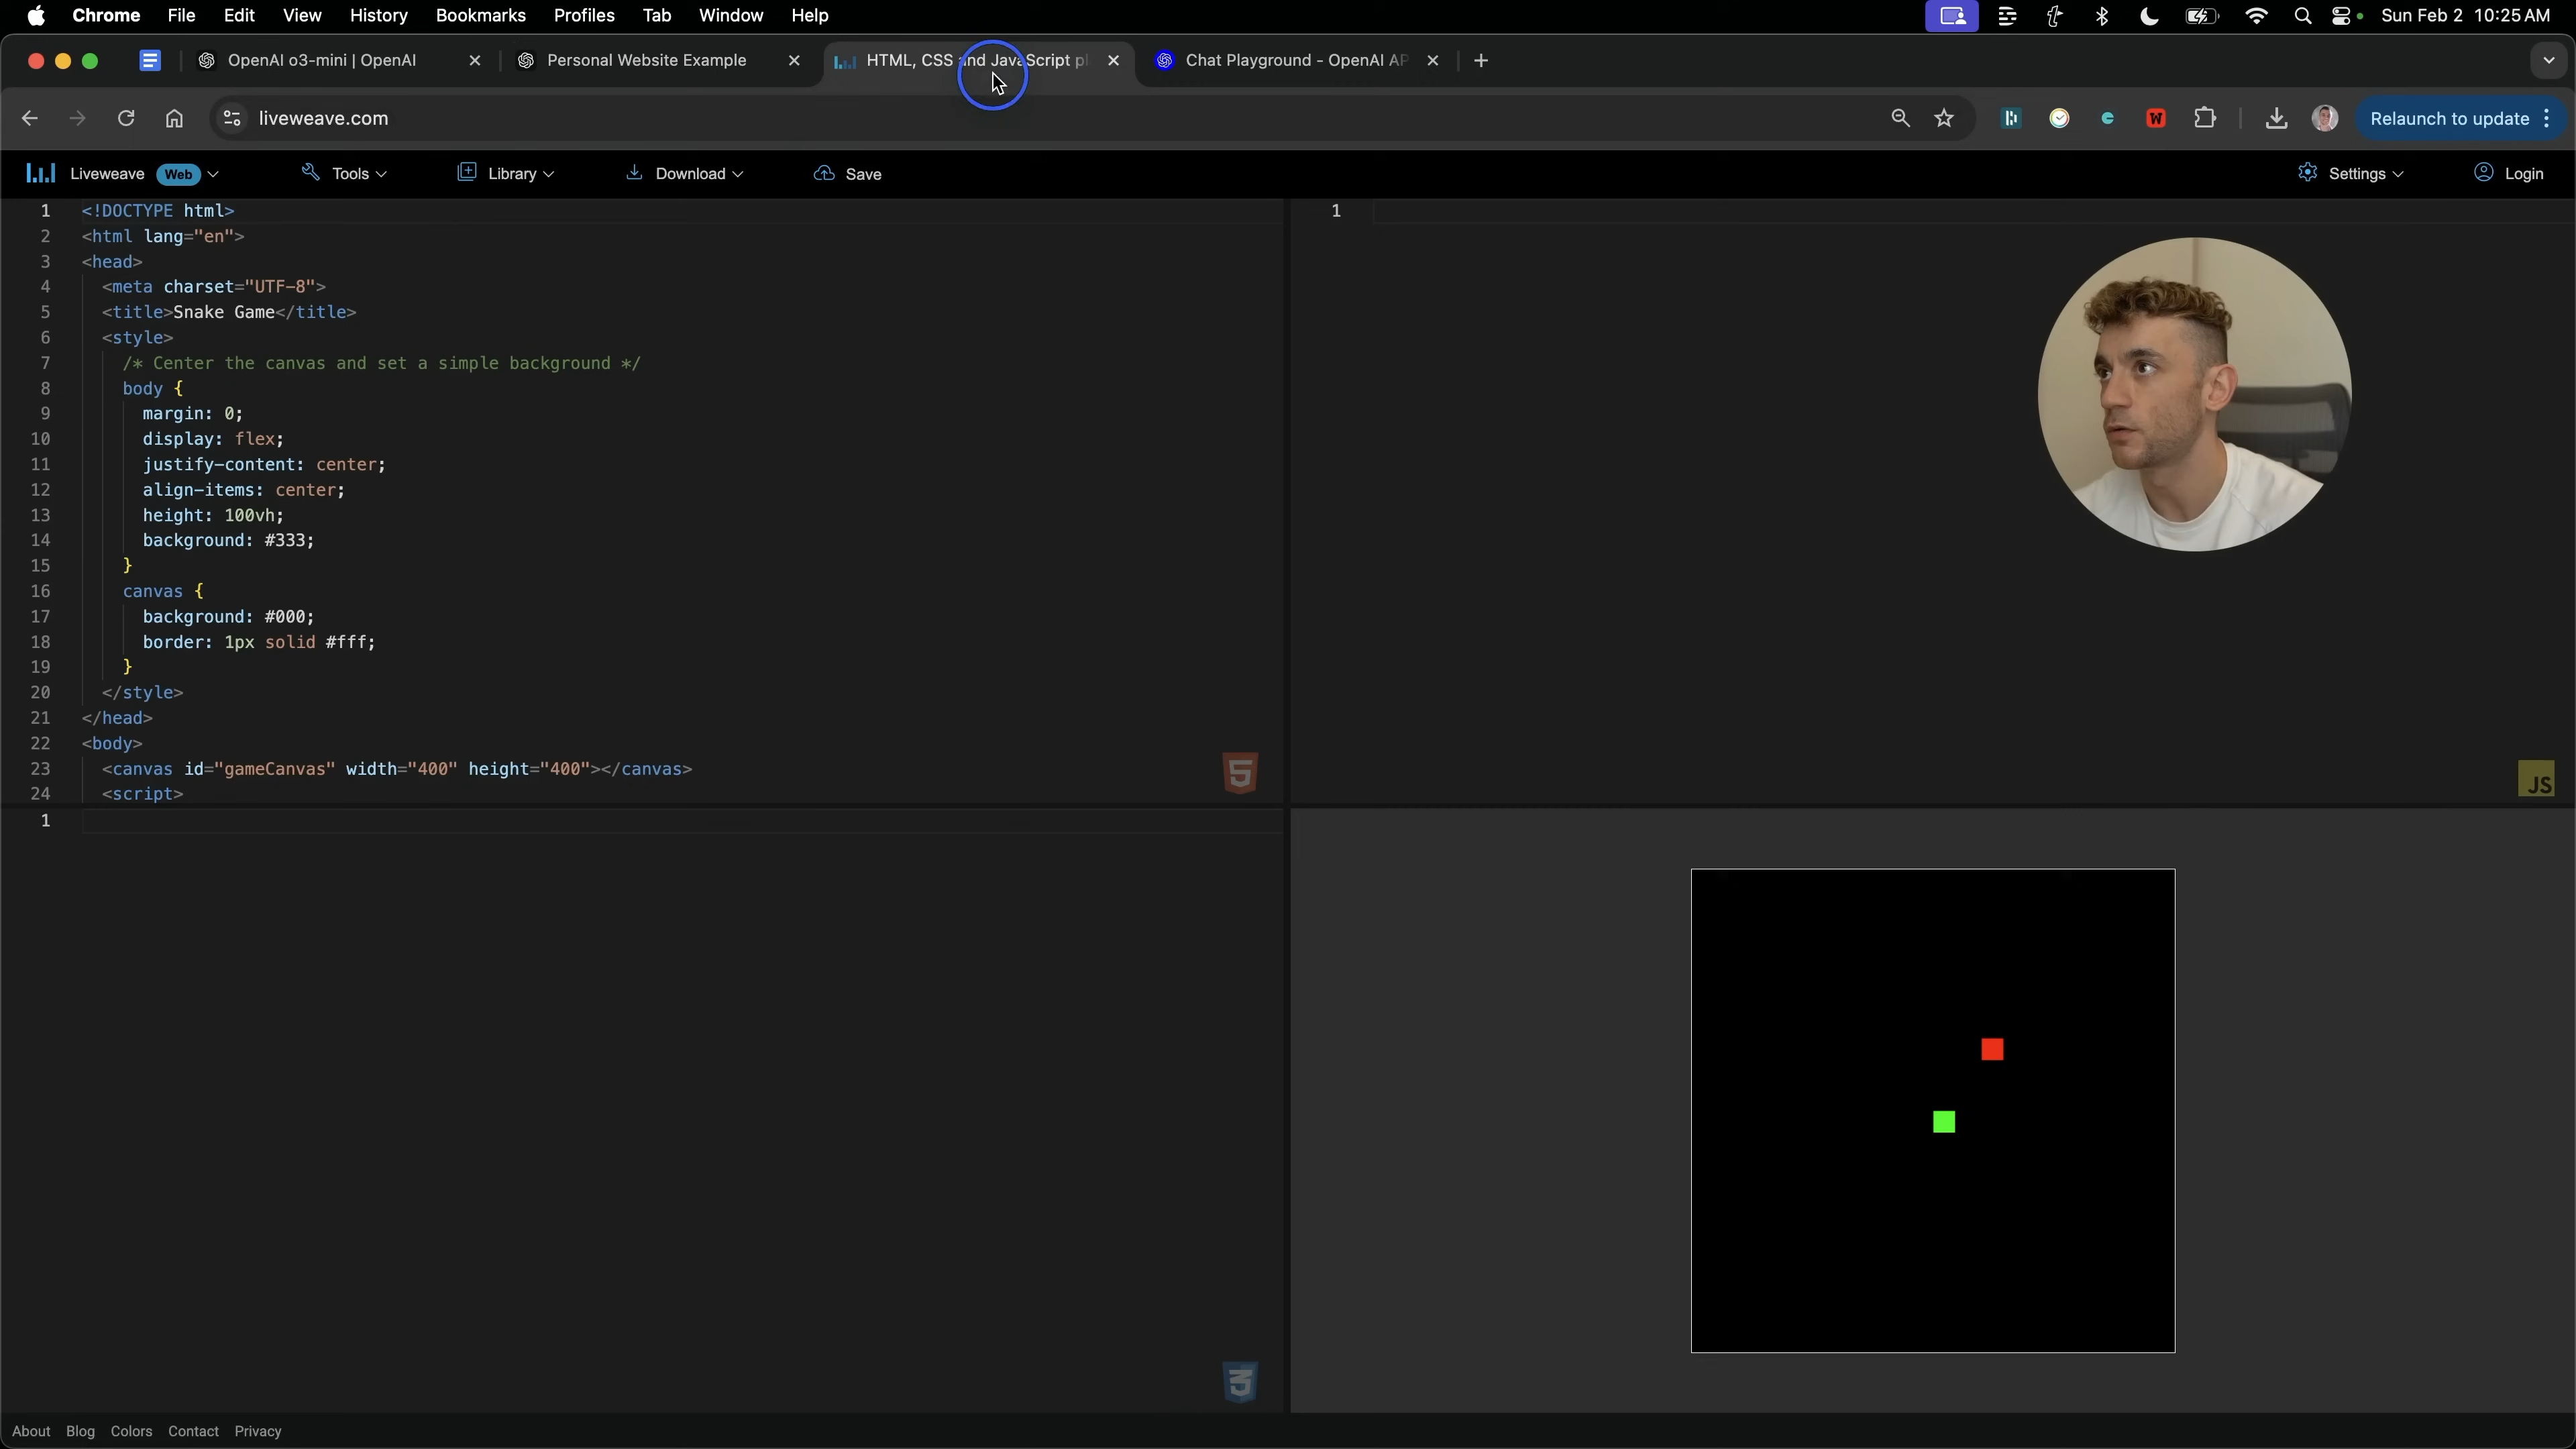 Chrome File Edit View History Bookmarks Profiles Tab Window Help Sun Feb 2 10:25 AM
OpenAI o3-mini | OpenAI Personal Website Example HTML, CSS and JavaScript pl Chat Playground - OpenAI AP
liveweave.com Relaunch to update
Liveweave Web Tools Library Download Save Settings Login
1 <!DOCTYPE html>
2 <html lang="en">
3 <head>
4 <meta charset="UTF-8">
5 <title>Snake Game</title>
6 <style>
7 /* Center the canvas and set a simple background */
8 body {
9 margin: 0;
10 display: flex;
11 justify-content: center;
12 align-items: center;
13 height: 100vh;
14 background: #333;
15 }
16 canvas {
17 background: #000;
18 border: 1px solid #fff;
19 }
20 </style>
21 </head>
22 <body>
23 <canvas id="gameCanvas" width="400" height="400"></canvas>
24 <script>
1
JS
1
About Blog Colors Contact Privacy